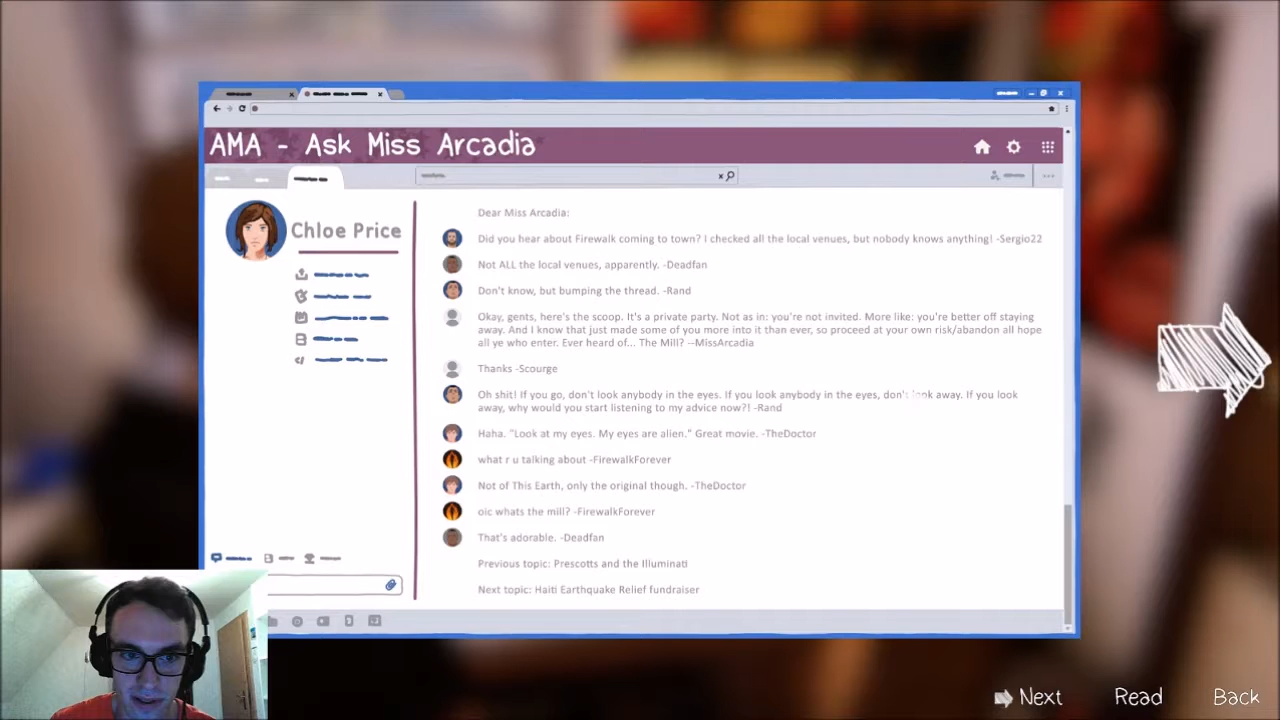 AMA - Ask Miss Arcadia
Chloe Price
Dear Miss Arcadia:
Did you hear about Firewalk coming to town? I checked all the local venues, but nobody knows anything! -Sergio22
Not ALL the local venues, apparently. -Deadfan
Don't know, but bumping the thread. -Rand
Okay, gents, here's the scoop. It's a private party. Not as in: you're not invited. More like: you're better off staying
away. And I know that just made some of you more into it than ever, so proceed at your own risk/abandon all hope
all ye who enter. Ever heard of... The Mill? --MissArcadia
Thanks -Scourge
Oh shit! If you go, don't look anybody in the eyes. If you look anybody in the eyes, don't look away. If you look
away, why would you start listening to my advice now?! -Rand
Haha. "Look at my eyes. My eyes are alien." Great movie. -TheDoctor
what r u talking about -FirewalkForever
Not of This Earth, only the original though. -TheDoctor
oic whats the mill? -FirewalkForever
That's adorable. -Deadfan
Previous topic: Prescotts and the Illuminati
Next topic: Haiti Earthquake Relief fundraiser
Next
Read
Back